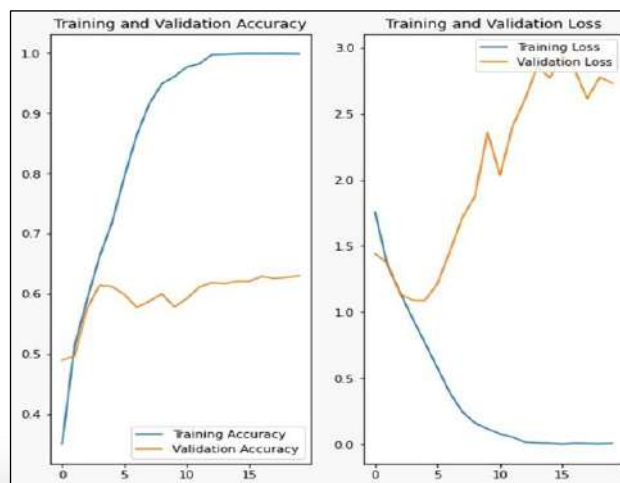 Training and Validation Accuracy
1.0
0.9
0.8
0.7
0.6
0.5
0.4
Training Accuracy
Validation Accuracy
0 5 10 15
Training and Validation Loss
3.0
2.5
2.0
1.5
1.0
0.5
0.0
Training Loss
Validation Loss
0 5 10 15